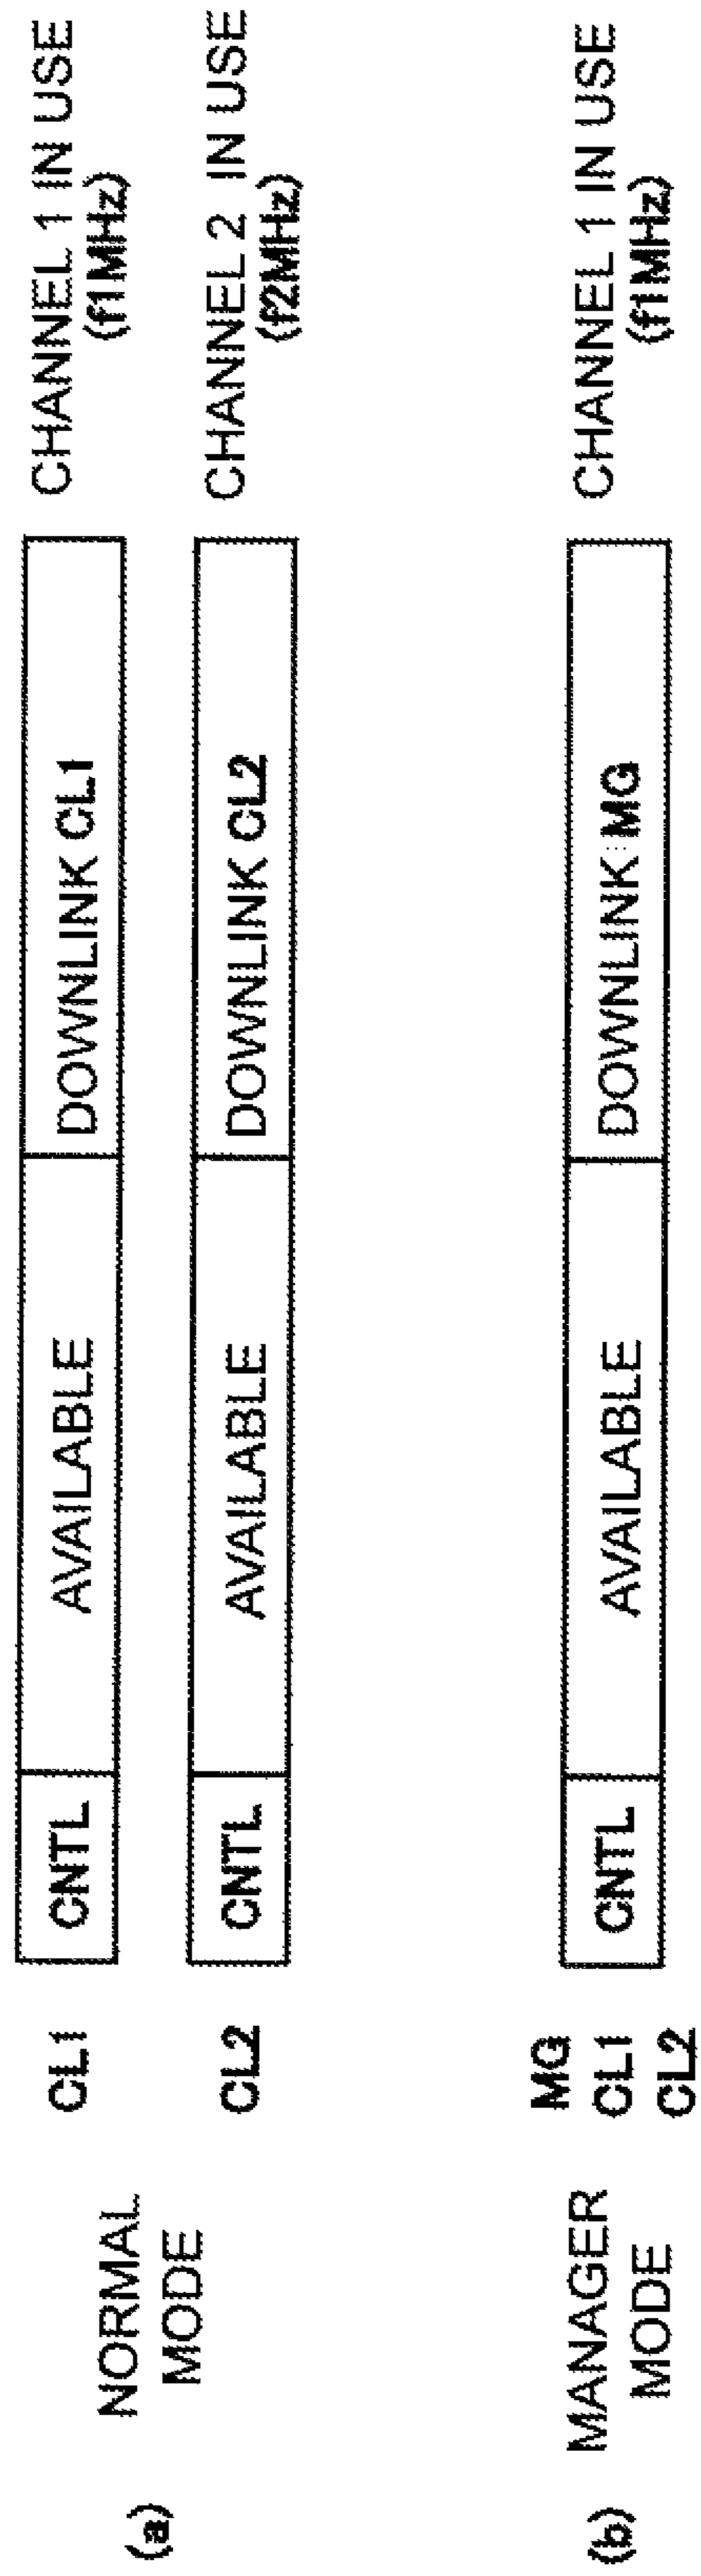 (a)
NORMAL
MODE
CL1
CNTL
AVAILABLE
DOWNLINK CL1
CHANNEL 1 IN USE
(f1MHz)
CL2
CNTL
AVAILABLE
DOWNLINK CL2
CHANNEL 2 IN USE
(f2MHz)
(b)
MANAGER
MODE
MG
CL1
CL2
CNTL
AVAILABLE
DOWNLINK MG
CHANNEL 1 IN USE
(f1MHz)